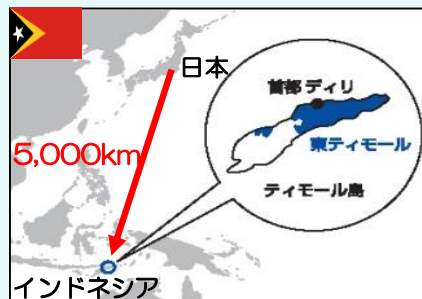 日本
首都 ディリ
5,000km
東ティモール
ティモール島
インドネシア